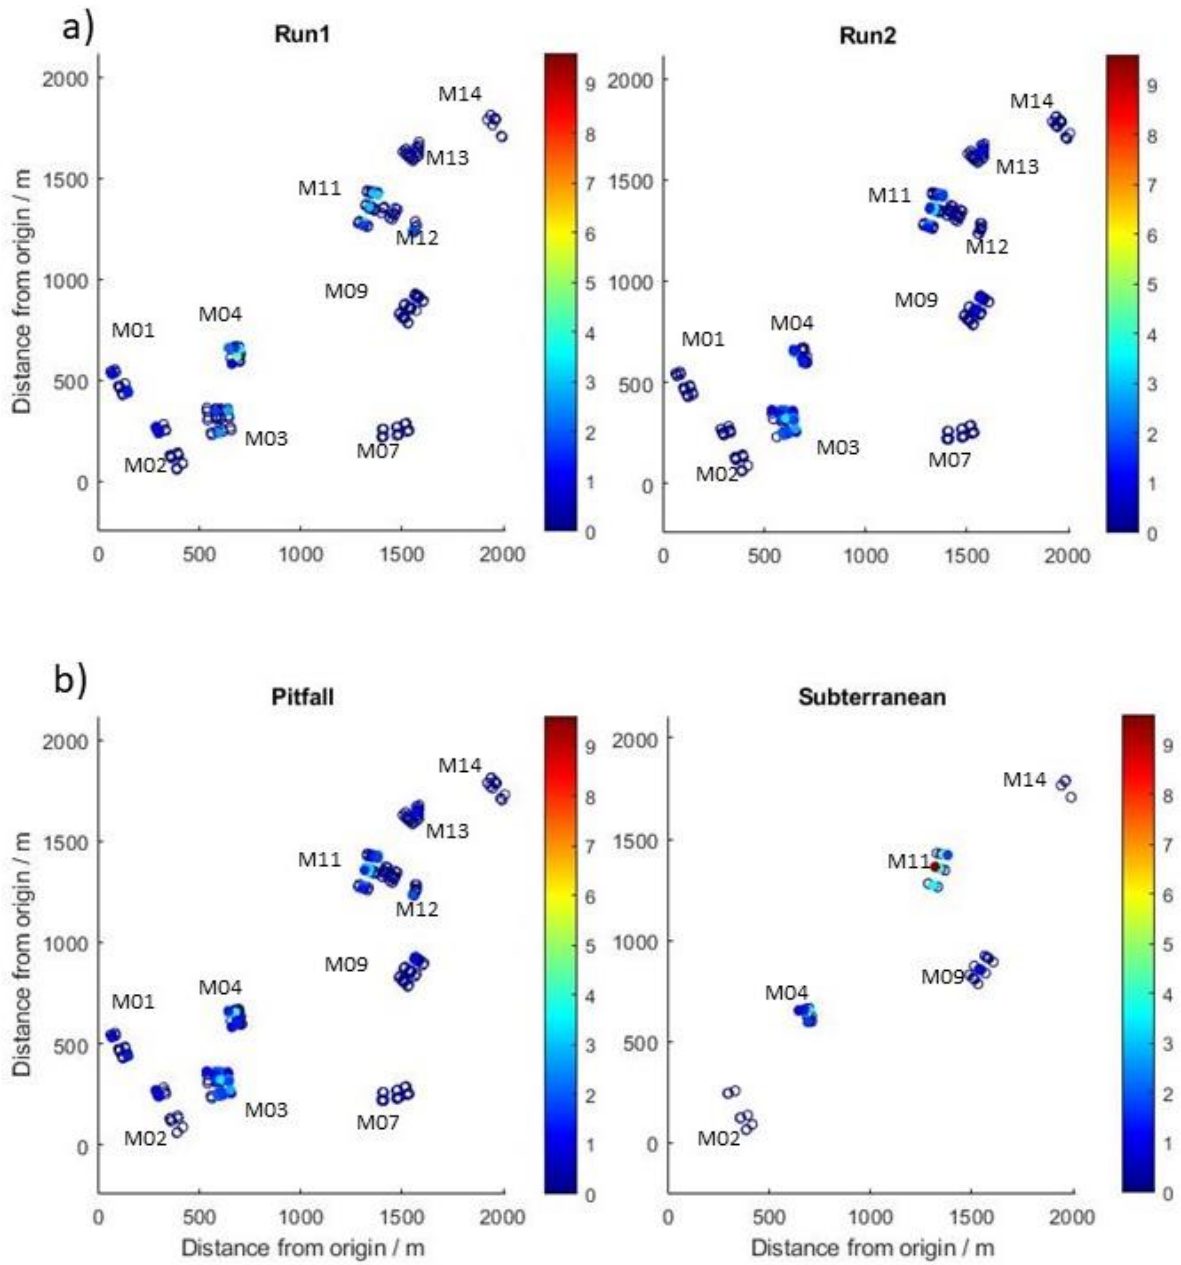 a)
Run1
Run2
2000
1500
1000
500
0
Distance from origin / m
M14
M13
M11
M12
M09
M04
M01
M03
M02
M07
0 500 1000 1500 2000
9
8
7
6
5
4
3
2
1
0
2000
1500
1000
500
0
M14
M13
M11
M12
M09
M04
M01
M03
M02
M07
0 500 1000 1500 2000
9
8
7
6
5
4
3
2
1
0
b)
Pitfall
Subterranean
2000
1500
1000
500
0
Distance from origin / m
M14
M13
M11
M12
M09
M04
M01
M03
M02
M07
0 500 1000 1500 2000
Distance from origin / m
9
8
7
6
5
4
3
2
1
0
2000
1500
1000
500
0
M14
M11
M09
M04
M02
0 500 1000 1500 2000
Distance from origin / m
9
8
7
6
5
4
3
2
1
0